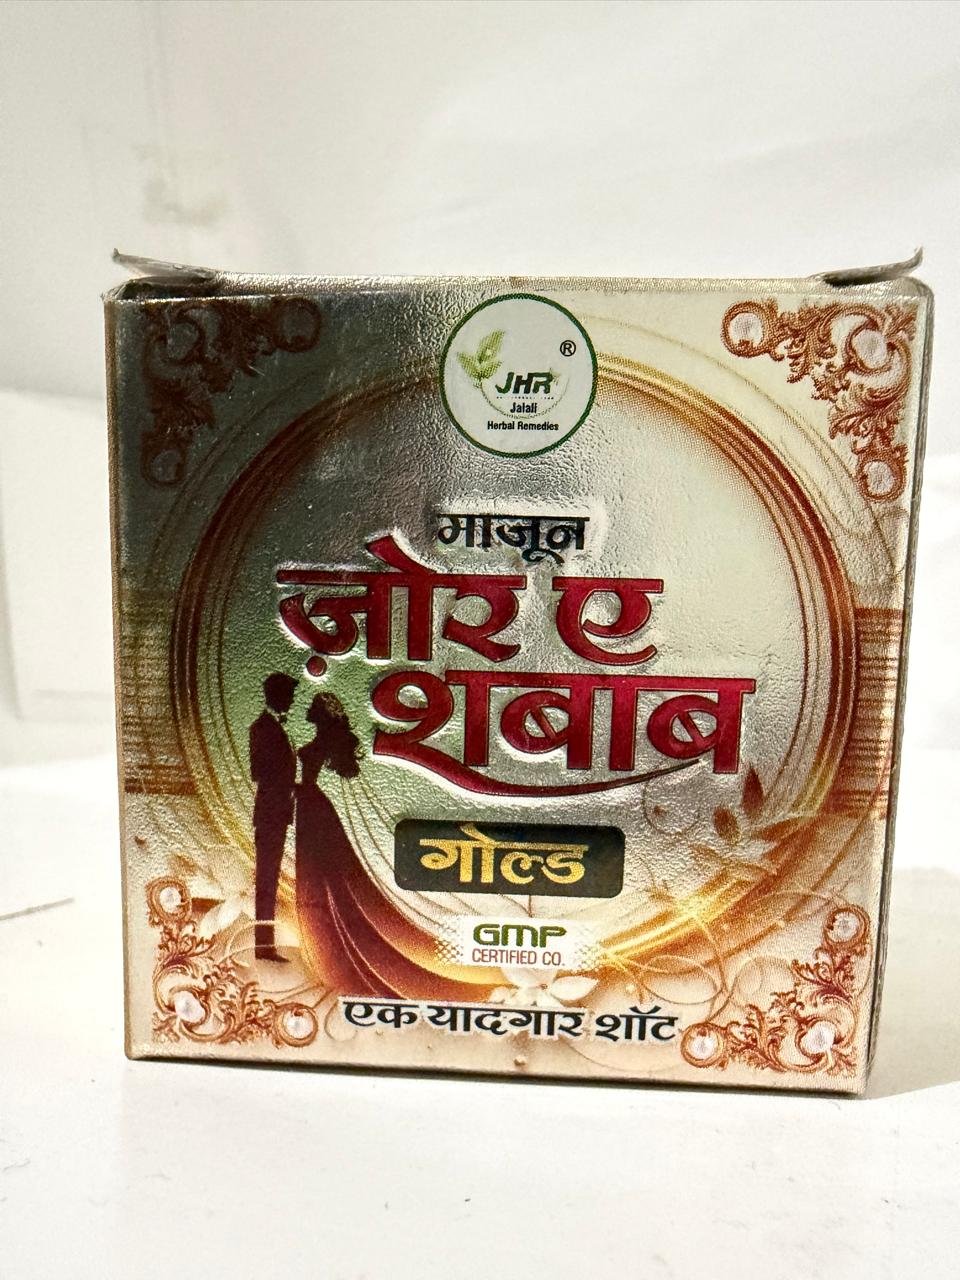 ®
JHR
Jalali
Herbal Remedies
माजून
ज़ोर ए
शबाब
गोल्ड
GMP
CERTIFIED CO.
एक यादगार शॉट